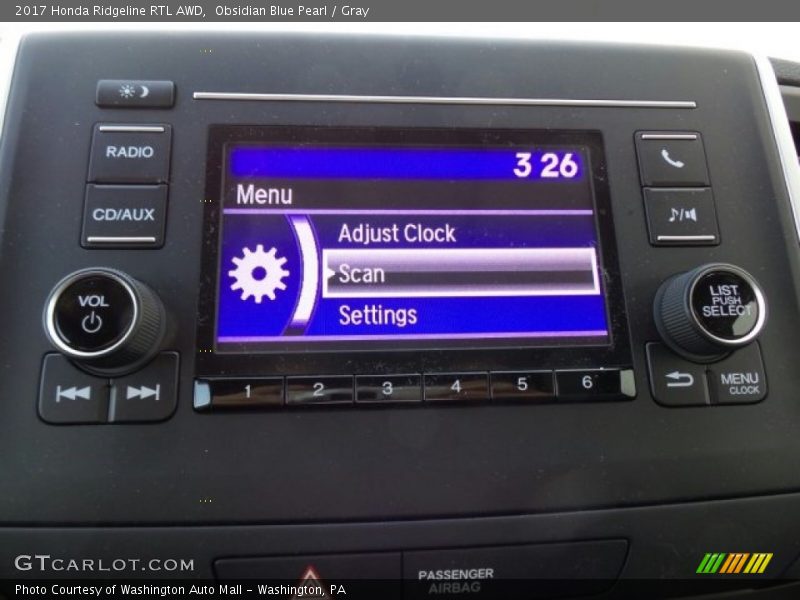 2017 Honda Ridgeline RTL AWD,  Obsidian Blue Pearl / Gray
RADIO
CD/AUX
VOL
3 26
Menu
Adjust Clock
Scan
Settings
LIST
PUSH
SELECT
MENU
CLOCK
1 2 3 4 5 6
PASSENGER
AIRBAG
GTCARLOT.COM
Photo Courtesy of Washington Auto Mall - Washington, PA